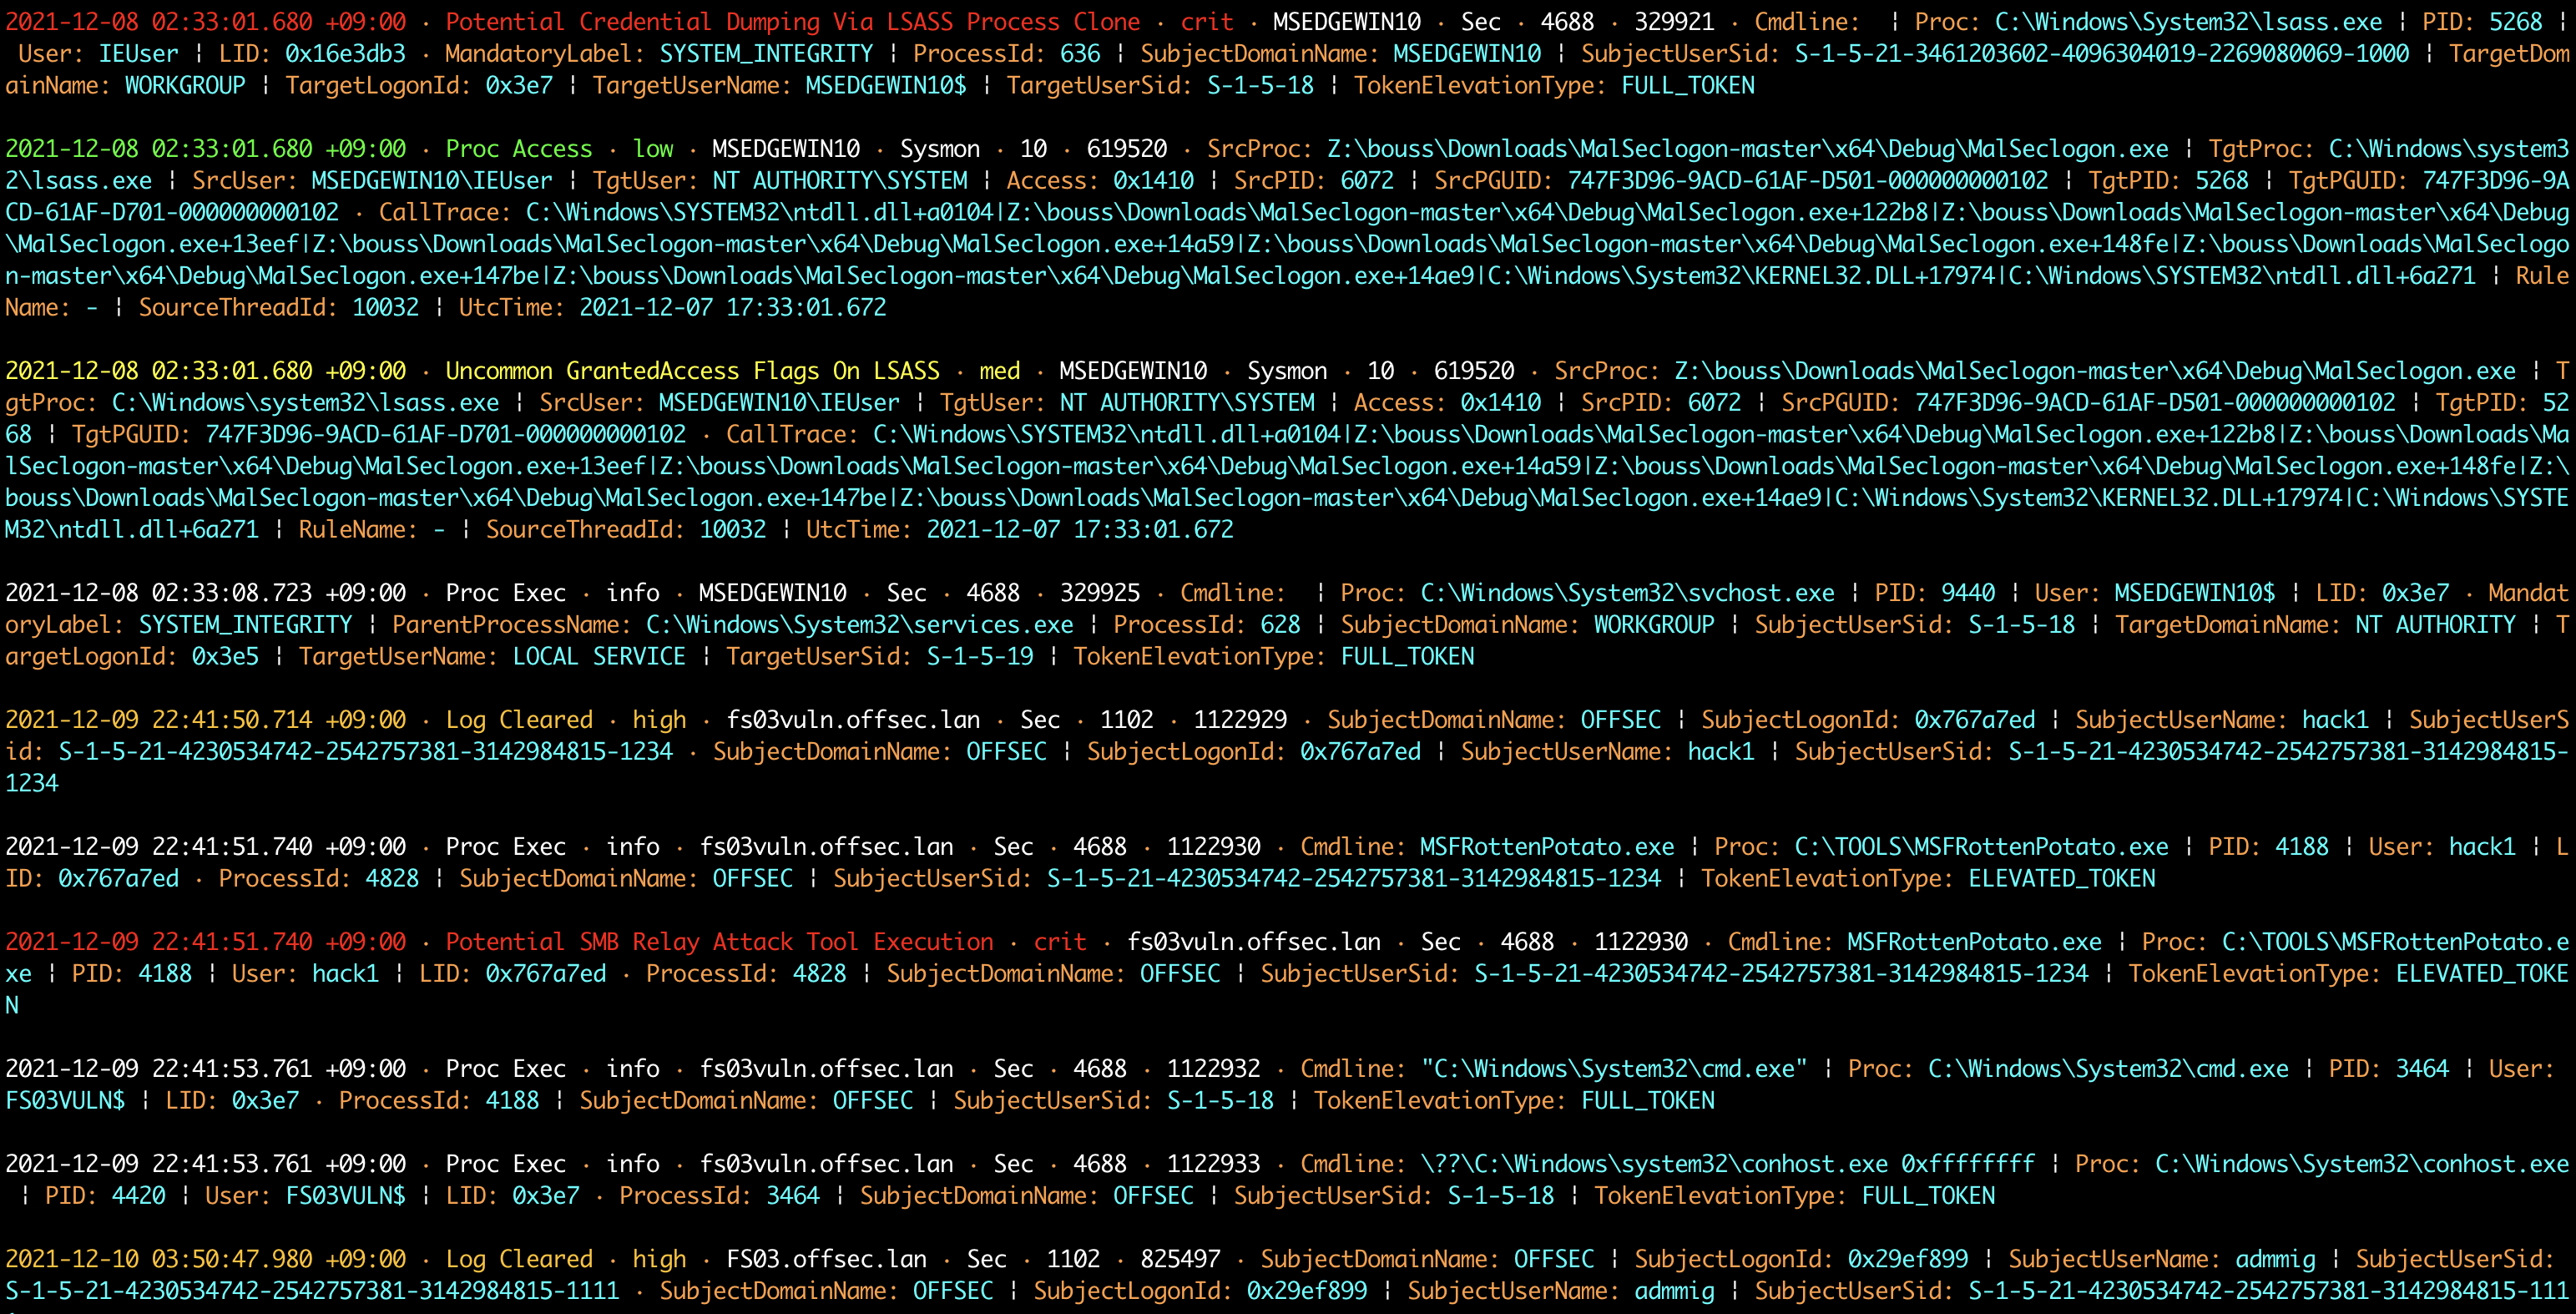 2021-12-08 02:33:01.680 +09:00 · Potential Credential Dumping Via LSASS Process Clone · crit · MSEDGEWIN10 · Sec · 4688 · 329921 · Cmdline:  ¦ Proc: C:\Windows\System32\lsass.exe ¦ PID: 5268 ¦
User: IEUser ¦ LID: 0x16e3db3 · MandatoryLabel: SYSTEM_INTEGRITY ¦ ProcessId: 636 ¦ SubjectDomainName: MSEDGEWIN10 ¦ SubjectUserSid: S-1-5-21-3461203602-4096304019-2269080069-1000 ¦ TargetDom
ainName: WORKGROUP ¦ TargetLogonId: 0x3e7 ¦ TargetUserName: MSEDGEWIN10$ ¦ TargetUserSid: S-1-5-18 ¦ TokenElevationType: FULL_TOKEN
2021-12-08 02:33:01.680 +09:00 · Proc Access · low · MSEDGEWIN10 · Sysmon · 10 · 619520 · SrcProc: Z:\bouss\Downloads\MalSeclogon-master\x64\Debug\MalSeclogon.exe ¦ TgtProc: C:\Windows\system3
2\lsass.exe ¦ SrcUser: MSEDGEWIN10\IEUser ¦ TgtUser: NT AUTHORITY\SYSTEM ¦ Access: 0x1410 ¦ SrcPID: 6072 ¦ SrcPGUID: 747F3D96-9ACD-61AF-D501-000000000102 ¦ TgtPID: 5268 ¦ TgtPGUID: 747F3D96-9A
CD-61AF-D701-000000000102 · CallTrace: C:\Windows\SYSTEM32\ntdll.dll+a0104|Z:\bouss\Downloads\MalSeclogon-master\x64\Debug\MalSeclogon.exe+122b8|Z:\bouss\Downloads\MalSeclogon-master\x64\Debug
\MalSeclogon.exe+13eef|Z:\bouss\Downloads\MalSeclogon-master\x64\Debug\MalSeclogon.exe+14a59|Z:\bouss\Downloads\MalSeclogon-master\x64\Debug\MalSeclogon.exe+148fe|Z:\bouss\Downloads\MalSeclogo
n-master\x64\Debug\MalSeclogon.exe+147be|Z:\bouss\Downloads\MalSeclogon-master\x64\Debug\MalSeclogon.exe+14ae9|C:\Windows\System32\KERNEL32.DLL+17974|C:\Windows\SYSTEM32\ntdll.dll+6a271 ¦ Rule
Name: - ¦ SourceThreadId: 10032 ¦ UtcTime: 2021-12-07 17:33:01.672
2021-12-08 02:33:01.680 +09:00 · Uncommon GrantedAccess Flags On LSASS · med · MSEDGEWIN10 · Sysmon · 10 · 619520 · SrcProc: Z:\bouss\Downloads\MalSeclogon-master\x64\Debug\MalSeclogon.exe ¦ T
gtProc: C:\Windows\system32\lsass.exe ¦ SrcUser: MSEDGEWIN10\IEUser ¦ TgtUser: NT AUTHORITY\SYSTEM ¦ Access: 0x1410 ¦ SrcPID: 6072 ¦ SrcPGUID: 747F3D96-9ACD-61AF-D501-000000000102 ¦ TgtPID: 52
68 ¦ TgtPGUID: 747F3D96-9ACD-61AF-D701-000000000102 · CallTrace: C:\Windows\SYSTEM32\ntdll.dll+a0104|Z:\bouss\Downloads\MalSeclogon-master\x64\Debug\MalSeclogon.exe+122b8|Z:\bouss\Downloads\Ma
lSeclogon-master\x64\Debug\MalSeclogon.exe+13eef|Z:\bouss\Downloads\MalSeclogon-master\x64\Debug\MalSeclogon.exe+14a59|Z:\bouss\Downloads\MalSeclogon-master\x64\Debug\MalSeclogon.exe+148fe|Z:\
bouss\Downloads\MalSeclogon-master\x64\Debug\MalSeclogon.exe+147be|Z:\bouss\Downloads\MalSeclogon-master\x64\Debug\MalSeclogon.exe+14ae9|C:\Windows\System32\KERNEL32.DLL+17974|C:\Windows\SYSTE
M32\ntdll.dll+6a271 ¦ RuleName: - ¦ SourceThreadId: 10032 ¦ UtcTime: 2021-12-07 17:33:01.672
2021-12-08 02:33:08.723 +09:00 · Proc Exec · info · MSEDGEWIN10 · Sec · 4688 · 329925 · Cmdline:  ¦ Proc: C:\Windows\System32\svchost.exe ¦ PID: 9440 ¦ User: MSEDGEWIN10$ ¦ LID: 0x3e7 · Mandat
oryLabel: SYSTEM_INTEGRITY ¦ ParentProcessName: C:\Windows\System32\services.exe ¦ ProcessId: 628 ¦ SubjectDomainName: WORKGROUP ¦ SubjectUserSid: S-1-5-18 ¦ TargetDomainName: NT AUTHORITY ¦ T
argetLogonId: 0x3e5 ¦ TargetUserName: LOCAL SERVICE ¦ TargetUserSid: S-1-5-19 ¦ TokenElevationType: FULL_TOKEN
2021-12-09 22:41:50.714 +09:00 · Log Cleared · high · fs03vuln.offsec.lan · Sec · 1102 · 1122929 · SubjectDomainName: OFFSEC ¦ SubjectLogonId: 0x767a7ed ¦ SubjectUserName: hack1 ¦ SubjectUserS
id: S-1-5-21-4230534742-2542757381-3142984815-1234 · SubjectDomainName: OFFSEC ¦ SubjectLogonId: 0x767a7ed ¦ SubjectUserName: hack1 ¦ SubjectUserSid: S-1-5-21-4230534742-2542757381-3142984815-
1234
2021-12-09 22:41:51.740 +09:00 · Proc Exec · info · fs03vuln.offsec.lan · Sec · 4688 · 1122930 · Cmdline: MSFRottenPotato.exe ¦ Proc: C:\TOOLS\MSFRottenPotato.exe ¦ PID: 4188 ¦ User: hack1 ¦ L
ID: 0x767a7ed · ProcessId: 4828 ¦ SubjectDomainName: OFFSEC ¦ SubjectUserSid: S-1-5-21-4230534742-2542757381-3142984815-1234 ¦ TokenElevationType: ELEVATED_TOKEN
2021-12-09 22:41:51.740 +09:00 · Potential SMB Relay Attack Tool Execution · crit · fs03vuln.offsec.lan · Sec · 4688 · 1122930 · Cmdline: MSFRottenPotato.exe ¦ Proc: C:\TOOLS\MSFRottenPotato.e
xe ¦ PID: 4188 ¦ User: hack1 ¦ LID: 0x767a7ed · ProcessId: 4828 ¦ SubjectDomainName: OFFSEC ¦ SubjectUserSid: S-1-5-21-4230534742-2542757381-3142984815-1234 ¦ TokenElevationType: ELEVATED_TOKE
N
2021-12-09 22:41:53.761 +09:00 · Proc Exec · info · fs03vuln.offsec.lan · Sec · 4688 · 1122932 · Cmdline: "C:\Windows\System32\cmd.exe" ¦ Proc: C:\Windows\System32\cmd.exe ¦ PID: 3464 ¦ User:
FS03VULN$ ¦ LID: 0x3e7 · ProcessId: 4188 ¦ SubjectDomainName: OFFSEC ¦ SubjectUserSid: S-1-5-18 ¦ TokenElevationType: FULL_TOKEN
2021-12-09 22:41:53.761 +09:00 · Proc Exec · info · fs03vuln.offsec.lan · Sec · 4688 · 1122933 · Cmdline: \??\C:\Windows\system32\conhost.exe 0xffffffff ¦ Proc: C:\Windows\System32\conhost.exe
¦ PID: 4420 ¦ User: FS03VULN$ ¦ LID: 0x3e7 · ProcessId: 3464 ¦ SubjectDomainName: OFFSEC ¦ SubjectUserSid: S-1-5-18 ¦ TokenElevationType: FULL_TOKEN
2021-12-10 03:50:47.980 +09:00 · Log Cleared · high · FS03.offsec.lan · Sec · 1102 · 825497 · SubjectDomainName: OFFSEC ¦ SubjectLogonId: 0x29ef899 ¦ SubjectUserName: admmig ¦ SubjectUserSid:
S-1-5-21-4230534742-2542757381-3142984815-1111 · SubjectDomainName: OFFSEC ¦ SubjectLogonId: 0x29ef899 ¦ SubjectUserName: admmig ¦ SubjectUserSid: S-1-5-21-4230534742-2542757381-3142984815-111